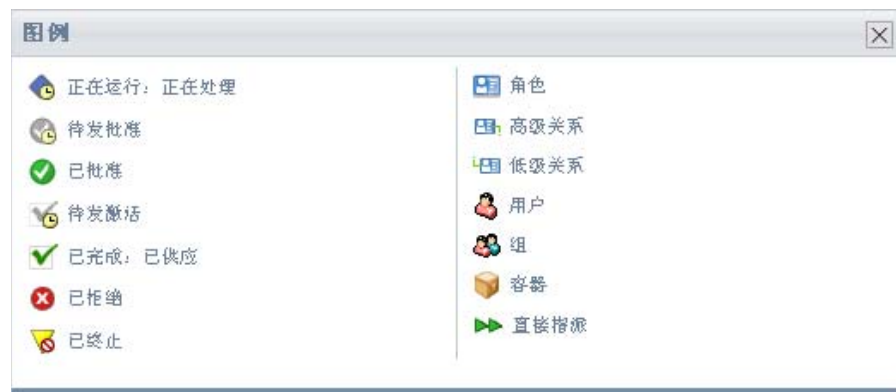 图例
正在运行：正在处理
待发批准
已批准
待发激活
已完成：已供应
已拒绝
已终止
角色
高级关系
低级关系
用户
组
容器
直接指派